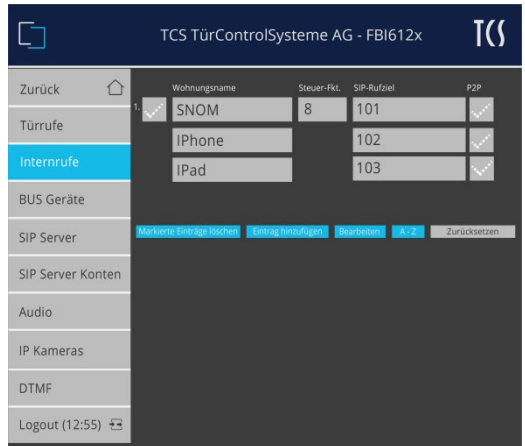 TCS TürControlSysteme AG - FBI612x
TCS
Zurück
Türrufe
Internrufe
BUS Geräte
SIP Server
SIP Server Konten
Audio
IP Kameras
DTMF
Logout (12:55)
Wohnungsname Steuer-Fkt. SIP-Rufziel P2P
1. SNOM 8 101
IPhone 102
IPad 103
Markierte Einträge löschen Eintrag hinzufügen Bearbeiten A - Z Zurücksetzen